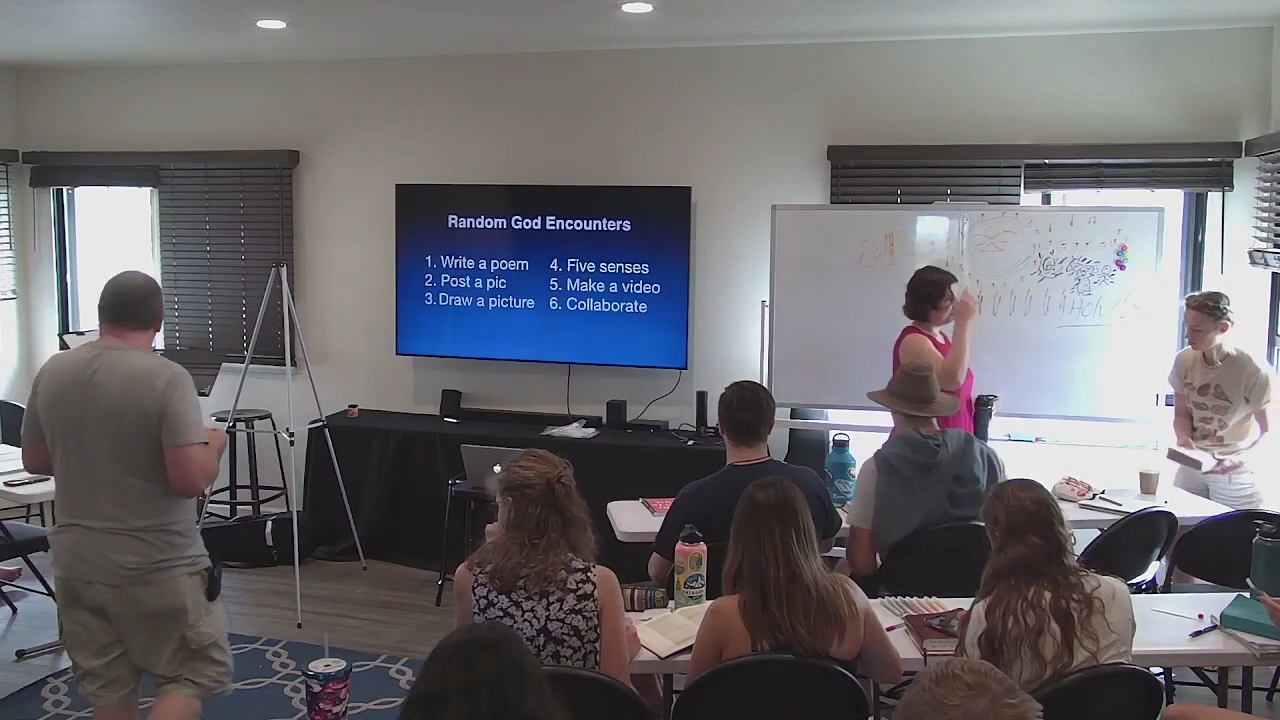 Random God Encounters
1. Write a poem
2. Post a pic
3. Draw a picture
4. Five senses
5. Make a video
6. Collaborate